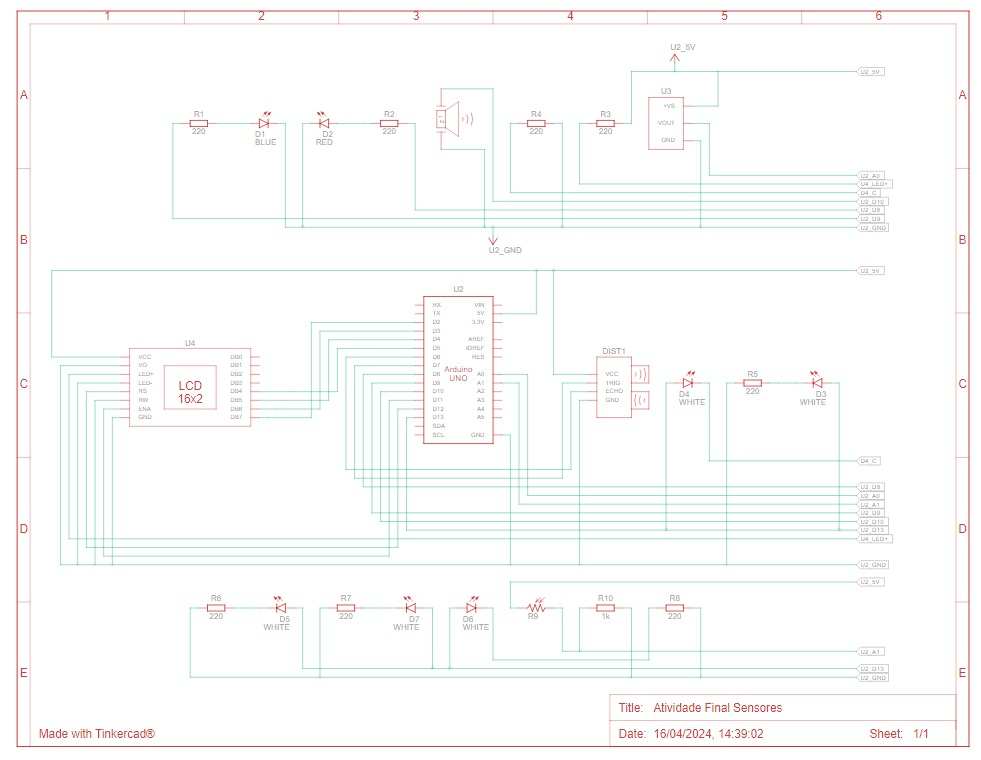 1 2 3 4 5 6
A A
B B
C C
D D
E E
U2_5V
U2_5V
U3
+VS
VOUT
GND
R1
220
D1
BLUE
D2
RED
R2
220
R4
220
R3
220
U2_A0
U4_LED+
D4_C
U2_D10
U2_D8
U2_D9
U2_GND
U2_GND
U2_5V
U2
RX VIN
TX 5V
D2 3.3V
D3
D4 AREF
D5 IOREF
D6 RES
D7
D8 A0
D9 A1
D10 A2
D11 A3
D12 A4
D13 A5
SDA
SCL GND
Arduino
UNO
U4
VCC DB0
VO DB1
LED+ DB2
LED- DB3
RS DB4
RW DB5
ENA DB6
GND DB7
LCD
16x2
DIST1
VCC
TRIG
ECHO
GND
D4
WHITE
R5
220
D3
WHITE
D4_C
U2_D8
U2_A0
U2_A1
U2_D9
U2_D10
U2_D13
U4_LED+
U2_GND
U2_5V
R6
220
D5
WHITE
R7
220
D7
WHITE
D6
WHITE
R9
R10
1k
R8
220
U2_A1
U2_D13
U2_GND
Title: Atividade Final Sensores
Made with Tinkercad®
Date: 16/04/2024, 14:39:02 Sheet: 1/1